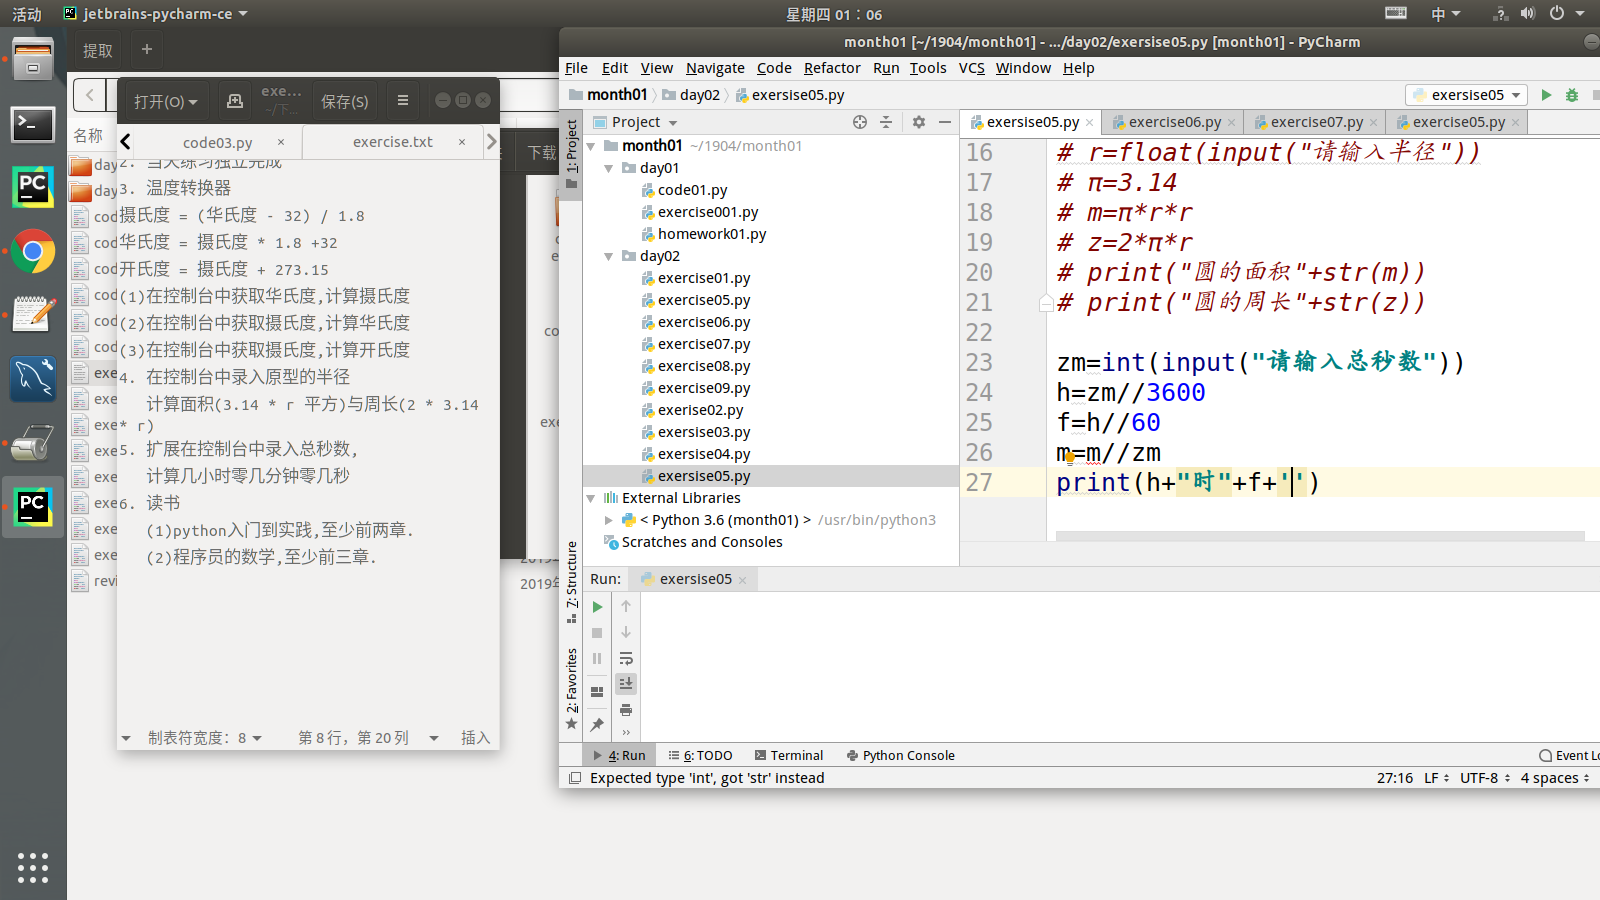 活动
jetbrains-pycharm-ce
星期四 01：06
中
提取
名称
下载
打开(O)
exe...
~/下...
保存(S)
code03.py ×
exercise.txt ×
2. 当天练习独立完成
3. 温度转换器
摄氏度 = (华氏度 - 32) / 1.8
华氏度 = 摄氏度 * 1.8 +32
开氏度 = 摄氏度 + 273.15
(1)在控制台中获取华氏度,计算摄氏度
(2)在控制台中获取摄氏度,计算华氏度
(3)在控制台中获取摄氏度,计算开氏度
4. 在控制台中录入原型的半径
计算面积(3.14 * r 平方)与周长(2 * 3.14
* r)
5. 扩展在控制台中录入总秒数,
计算几小时零几分钟零几秒
6. 读书
(1)python入门到实践,至少前两章.
(2)程序员的数学,至少前三章.
制表符宽度：8
第 8 行，第 20 列
插入
day
day
cod
cod
cod
cod
cod
cod
exe
exe
exe
exe
exe
exe
exe
exe
revi
2019年
month01 [~/1904/month01] - .../day02/exersise05.py [month01] - PyCharm
File Edit View Navigate Code Refactor Run Tools VCS Window Help
month01 day02 exersise05.py
exersise05
1: Project
7: Structure
2: Favorites
Project
month01 ~/1904/month01
day01
code01.py
exercise001.py
homework01.py
day02
exercise01.py
exercise05.py
exercise06.py
exercise07.py
exercise08.py
exercise09.py
exerise02.py
exersise03.py
exersise04.py
exersise05.py
External Libraries
< Python 3.6 (month01) > /usr/bin/python3
Scratches and Consoles
exersise05.py × exercise06.py × exercise07.py × exercise05.py ×
16 # r=float(input("请输入半径"))
17 # π=3.14
18 # m=π*r*r
19 # z=2*π*r
20 # print("圆的面积"+str(m))
21 # print("圆的周长"+str(z))
22
23 zm=int(input("请输入总秒数"))
24 h=zm//3600
25 f=h//60
26 m=m//zm
27 print(h+"时"+f+'')
Run: exersise05 ×
4: Run 6: TODO Terminal Python Console Event Lo
Expected type 'int', got 'str' instead
27:16 LF UTF-8 4 spaces